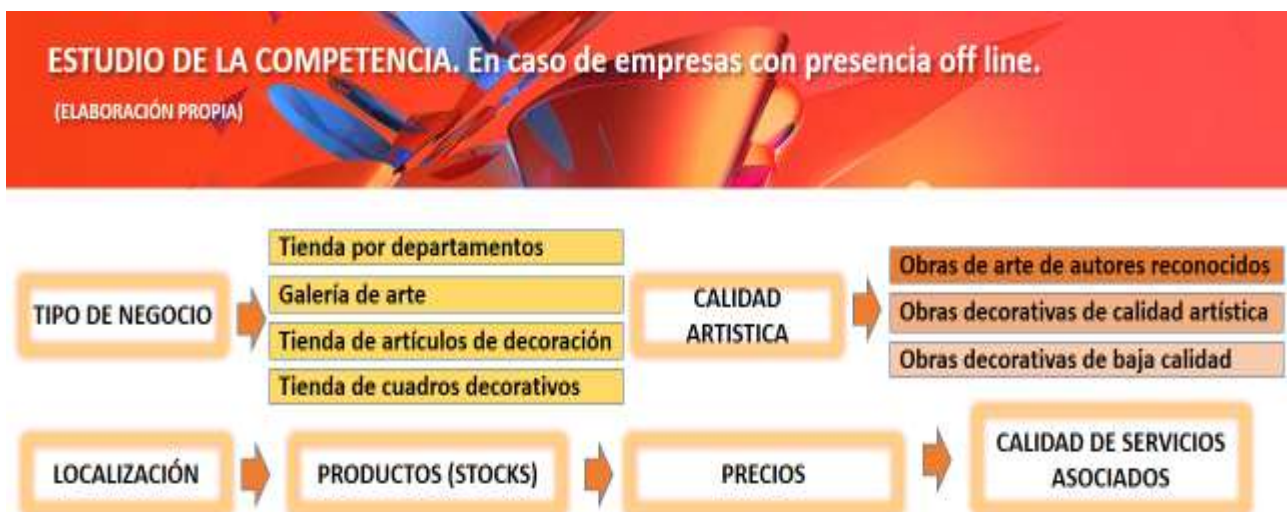 ESTUDIO DE LA COMPETENCIA. En caso de empresas con presencia off line.
(ELABORACIÓN PROPIA)
TIPO DE NEGOCIO
Tienda por departamentos
Galería de arte
Tienda de artículos de decoración
Tienda de cuadros decorativos
CALIDAD
ARTISTICA
Obras de arte de autores reconocidos
Obras decorativas de calidad artística
Obras decorativas de baja calidad
LOCALIZACIÓN
PRODUCTOS (STOCKS)
PRECIOS
CALIDAD DE SERVICIOS
ASOCIADOS